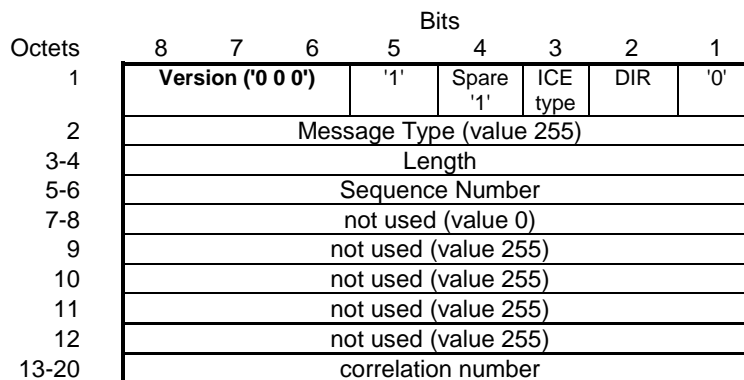 Bits
Octets 8 7 6 5 4 3 2 1
1 Version ('0 0 0') '1' Spare '1' ICE type DIR '0'
2 Message Type (value 255)
3-4 Length
5-6 Sequence Number
7-8 not used (value 0)
9 not used (value 255)
10 not used (value 255)
11 not used (value 255)
12 not used (value 255)
13-20 correlation number